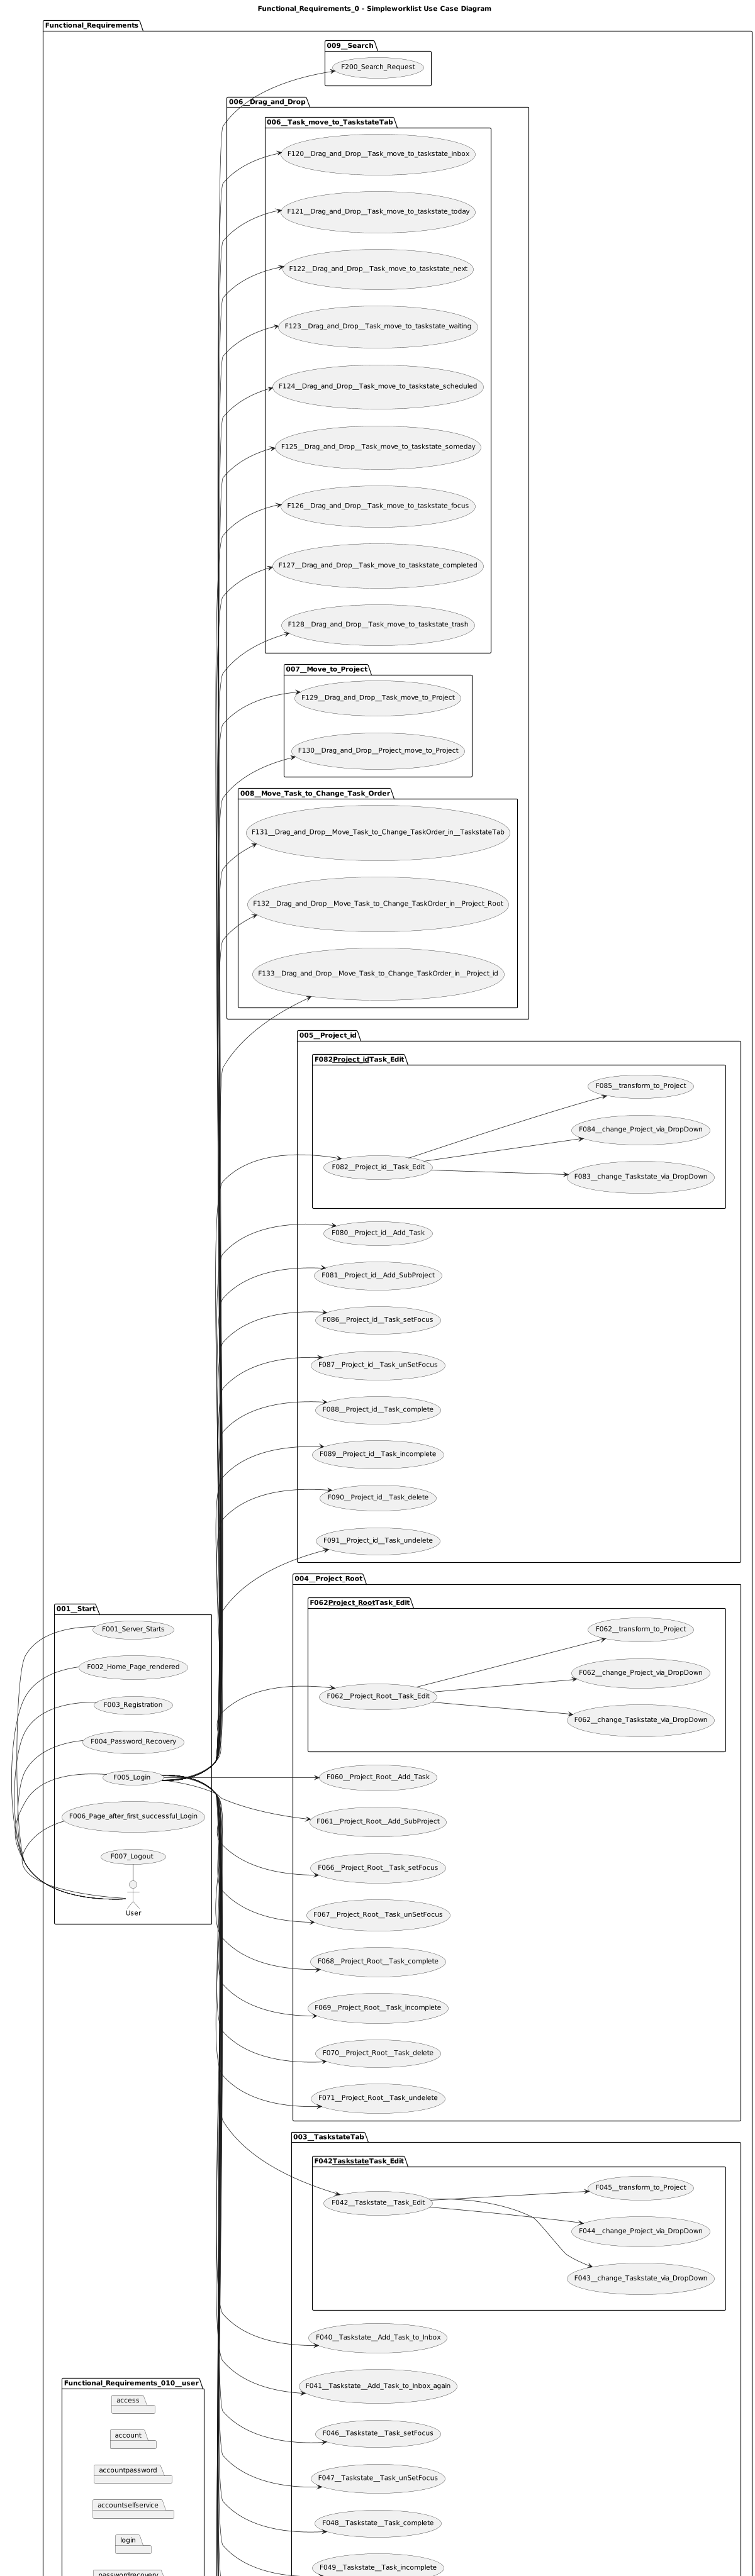 Functional_Requirements_0 - Simpleworklist Use Case Diagram
Functional_Requirements
009__Search
F200_Search_Request
006__Drag_and_Drop
006__Task_move_to_TaskstateTab
F120__Drag_and_Drop__Task_move_to_taskstate_inbox
F121__Drag_and_Drop__Task_move_to_taskstate_today
F122__Drag_and_Drop__Task_move_to_taskstate_next
F123__Drag_and_Drop__Task_move_to_taskstate_waiting
F124__Drag_and_Drop__Task_move_to_taskstate_scheduled
F125__Drag_and_Drop__Task_move_to_taskstate_someday
F126__Drag_and_Drop__Task_move_to_taskstate_focus
F127__Drag_and_Drop__Task_move_to_taskstate_completed
F128__Drag_and_Drop__Task_move_to_taskstate_trash
007__Move_to_Project
F129__Drag_and_Drop__Task_move_to_Project
F130__Drag_and_Drop__Project_move_to_Project
008__Move_Task_to_Change_Task_Order
F131__Drag_and_Drop__Move_Task_to_Change_TaskOrder_in__TaskstateTab
F132__Drag_and_Drop__Move_Task_to_Change_TaskOrder_in__Project_Root
F133__Drag_and_Drop__Move_Task_to_Change_TaskOrder_in__Project_id
005__Project_id
F082Project_idTask_Edit
F085__transform_to_Project
F084__change_Project_via_DropDown
F082__Project_id__Task_Edit
F083__change_Taskstate_via_DropDown
F080__Project_id__Add_Task
F081__Project_id__Add_SubProject
F086__Project_id__Task_setFocus
F087__Project_id__Task_unSetFocus
F088__Project_id__Task_complete
F089__Project_id__Task_incomplete
F090__Project_id__Task_delete
F091__Project_id__Task_undelete
004__Project_Root
F062Project_RootTask_Edit
F062__transform_to_Project
F062__change_Project_via_DropDown
F062__Project_Root__Task_Edit
F062__change_Taskstate_via_DropDown
F060__Project_Root__Add_Task
F061__Project_Root__Add_SubProject
F066__Project_Root__Task_setFocus
F067__Project_Root__Task_unSetFocus
F068__Project_Root__Task_complete
F069__Project_Root__Task_incomplete
F070__Project_Root__Task_delete
F071__Project_Root__Task_undelete
001__Start
F001_Server_Starts
F002_Home_Page_rendered
F003_Registration
F004_Password_Recovery
F005_Login
F006_Page_after_first_successful_Login
F007_Logout
User
003__TaskstateTab
F042TaskstateTask_Edit
F045__transform_to_Project
F042__Taskstate__Task_Edit
F044__change_Project_via_DropDown
F043__change_Taskstate_via_DropDown
F040__Taskstate__Add_Task_to_Inbox
F041__Taskstate__Add_Task_to_Inbox_again
F046__Taskstate__Task_setFocus
F047__Taskstate__Task_unSetFocus
F048__Taskstate__Task_complete
F049__Taskstate__Task_incomplete
Functional_Requirements_010__user
access
account
accountpassword
accountselfservice
login
passwordrecovery